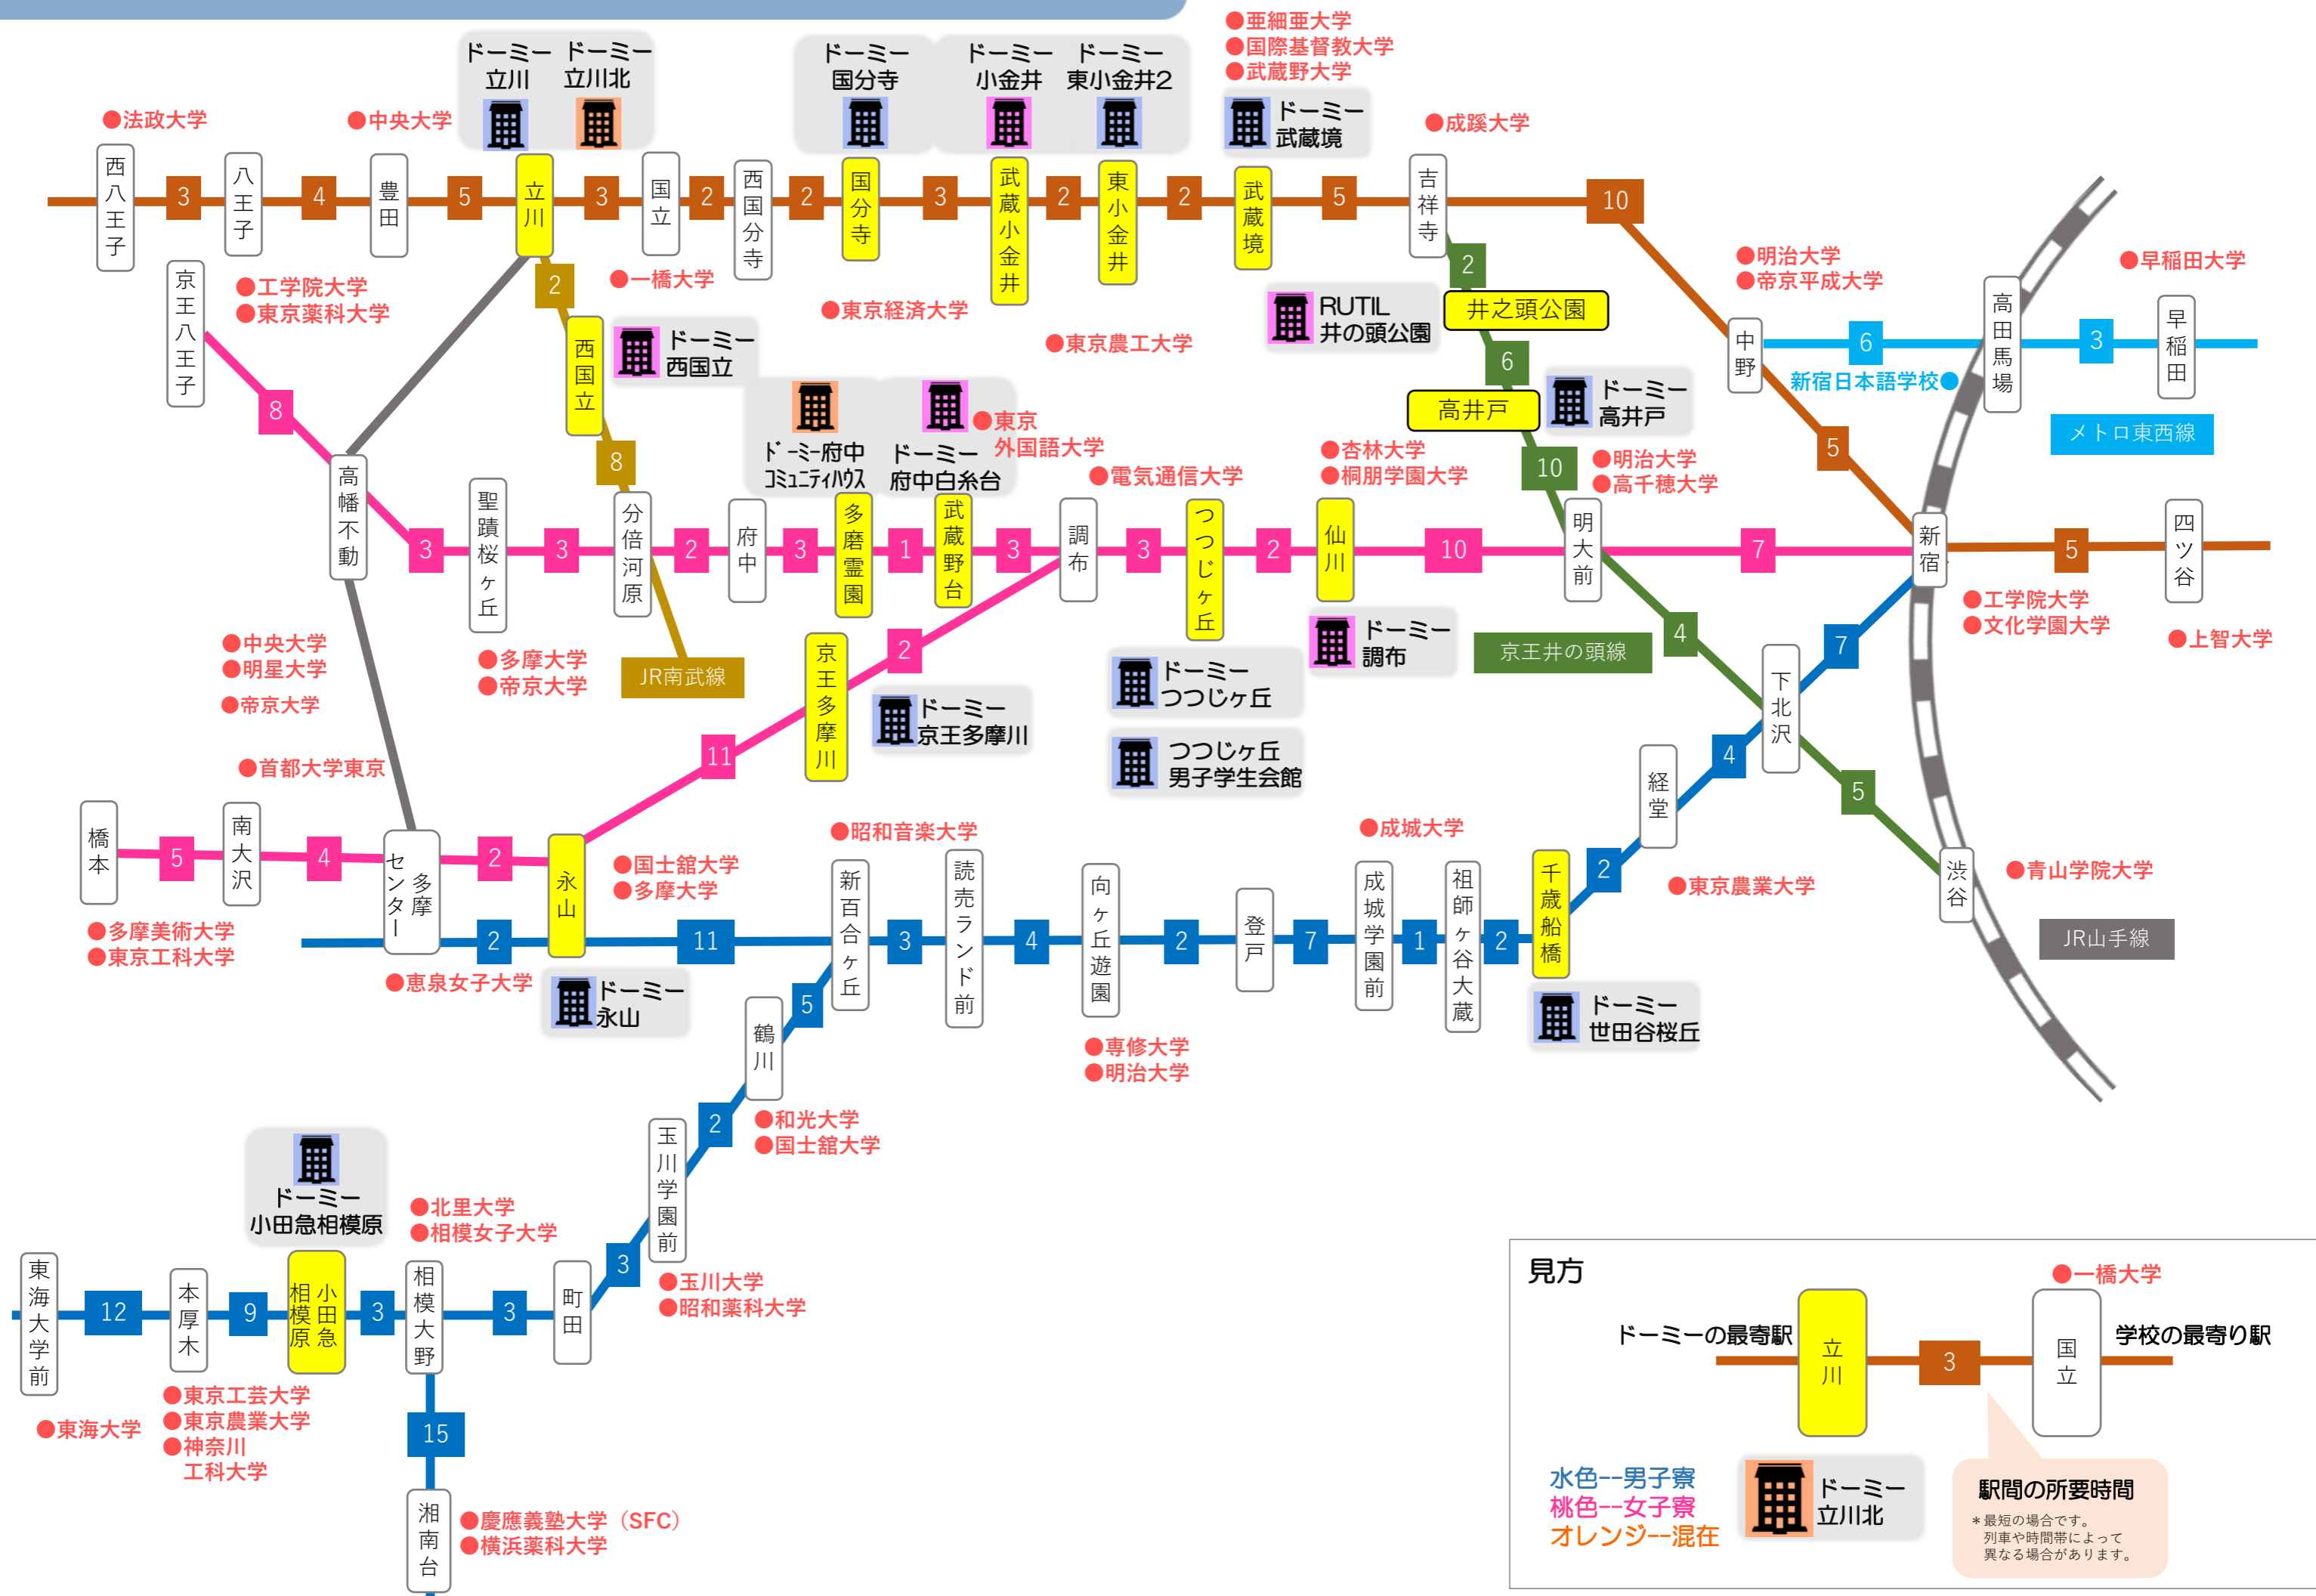 ●亜細亜大学
●国際基督教大学
●武蔵野大学
ドーミー
立川
ドーミー
立川北
ドーミー
国分寺
ドーミー
小金井
ドーミー
東小金井2
ドーミー
武蔵境
●法政大学
●中央大学
●成蹊大学
西八王子
3
八王子
4
豊田
5
立川
3
国立
2
西国分寺
2
国分寺
3
武蔵小金井
2
東小金井
2
武蔵境
5
吉祥寺
10
京王八王子
●工学院大学
●東京薬科大学
2
●一橋大学
●東京経済大学
●東京農工大学
2
RUTIL
井の頭公園
井之頭公園
●明治大学
●帝京平成大学
●早稲田大学
中野
6
高田馬場
3
早稲田
新宿日本語学校●
メトロ東西線
西国立
ドーミー
西国立
6
高井戸
ドーミー
高井戸
8
8
ドーミー府中
コミュニティハウス
ドーミー
府中白糸台
●東京
外国語大学
●電気通信大学
●杏林大学
●桐朋学園大学
10
●明治大学
●高千穂大学
5
高幡不動
3
聖蹟桜ヶ丘
3
分倍河原
2
府中
3
多磨霊園
1
武蔵野台
3
調布
3
つつじヶ丘
2
仙川
10
明大前
7
新宿
5
四ツ谷
●中央大学
●明星大学
●帝京大学
●多摩大学
●帝京大学
JR南武線
京王多摩川
2
ドーミー
京王多摩川
ドーミー
つつじヶ丘
つつじヶ丘
男子学生会館
ドーミー
調布
京王井の頭線
4
7
●工学院大学
●文化学園大学
●上智大学
下北沢
11
4
5
経堂
●首都大学東京
橋本
5
南大沢
4
多摩
センター
2
永山
●国士舘大学
●多摩大学
●昭和音楽大学
●成城大学
●東京農業大学
渋谷
●青山学院大学
JR山手線
●多摩美術大学
●東京工科大学
2
11
新百合ヶ丘
3
読売ランド前
4
向ヶ丘遊園
2
登戸
7
成城学園前
1
祖師ヶ谷大蔵
2
千歳船橋
2
●恵泉女子大学
ドーミー
永山
ドーミー
世田谷桜丘
5
鶴川
●専修大学
●明治大学
2
●和光大学
●国士舘大学
玉川学園前
3
●玉川大学
●昭和薬科大学
ドーミー
小田急相模原
●北里大学
●相模女子大学
東海大学前
12
本厚木
9
小田急
相模原
3
相模大野
3
町田
●東海大学
●東京工芸大学
●東京農業大学
●神奈川
工科大学
15
湘南台
●慶應義塾大学（SFC）
●横浜薬科大学
見方
●一橋大学
ドーミーの最寄駅
立川
3
国立
学校の最寄り駅
水色--男子寮
桃色--女子寮
オレンジ--混在
ドーミー
立川北
駅間の所要時間
＊最短の場合です。
列車や時間帯によって
異なる場合があります。